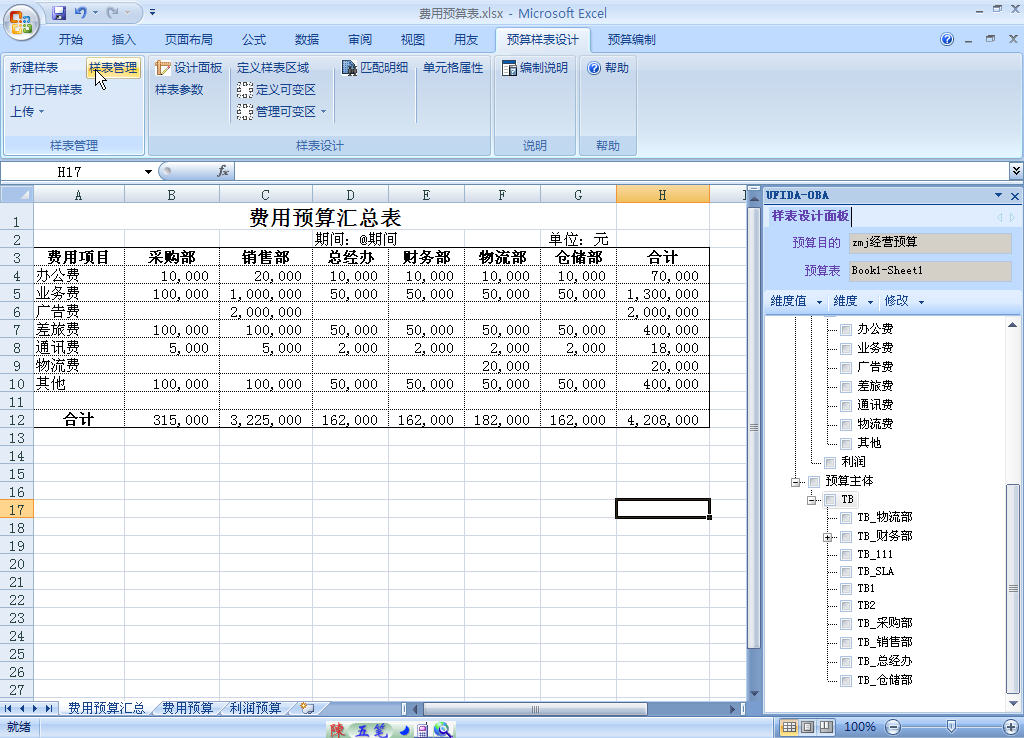 费用预算表.xlsx - Microsoft Excel
开始 插入 页面布局 公式 数据 审阅 视图 用友 预算样表设计 预算编制
新建样表 样表管理 设计面板 定义样表区域 匹配明细 单元格属性 编制说明 帮助
打开已有样表 样表参数 定义可变区
上传 管理可变区
样表管理 样表设计 说明 帮助
H17 fx
A B C D E F G H I
1 费用预算汇总表
2 期间: @期间 单位: 元
3 费用项目 采购部 销售部 总经办 财务部 物流部 仓储部 合计
4 办公费 10,000 20,000 10,000 10,000 10,000 10,000 70,000
5 业务费 100,000 1,000,000 50,000 50,000 50,000 50,000 1,300,000
6 广告费 2,000,000 2,000,000
7 差旅费 100,000 100,000 50,000 50,000 50,000 50,000 400,000
8 通讯费 5,000 5,000 2,000 2,000 2,000 2,000 18,000
9 物流费 20,000 20,000
10 其他 100,000 100,000 50,000 50,000 50,000 50,000 400,000
11
12 合计 315,000 3,225,000 162,000 162,000 182,000 162,000 4,208,000
13
14
15
16
17
18
19
20
21
22
23
24
25
26
27
UFIDA-OBA
样表设计面板
预算目的 zmj经营预算
预算表 Book1-Sheet1
维度值 维度 修改
办公费
业务费
广告费
差旅费
通讯费
物流费
其他
利润
预算主体
TB
TB_物流部
TB_财务部
TB_111
TB_SLA
TB1
TB2
TB_采购部
TB_销售部
TB_总经办
TB_仓储部
费用预算汇总 费用预算 利润预算
就绪 陳 五笔 100%